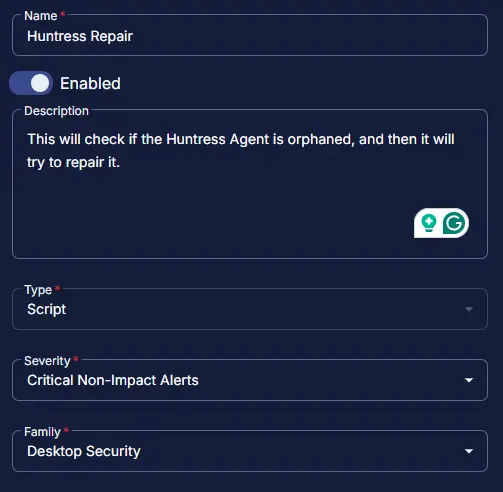 Name *
Huntress Repair
Enabled
Description
This will check if the Huntress Agent is orphaned, and then it will
try to repair it.
Type *
Script
Severity *
Critical Non-Impact Alerts
Family *
Desktop Security